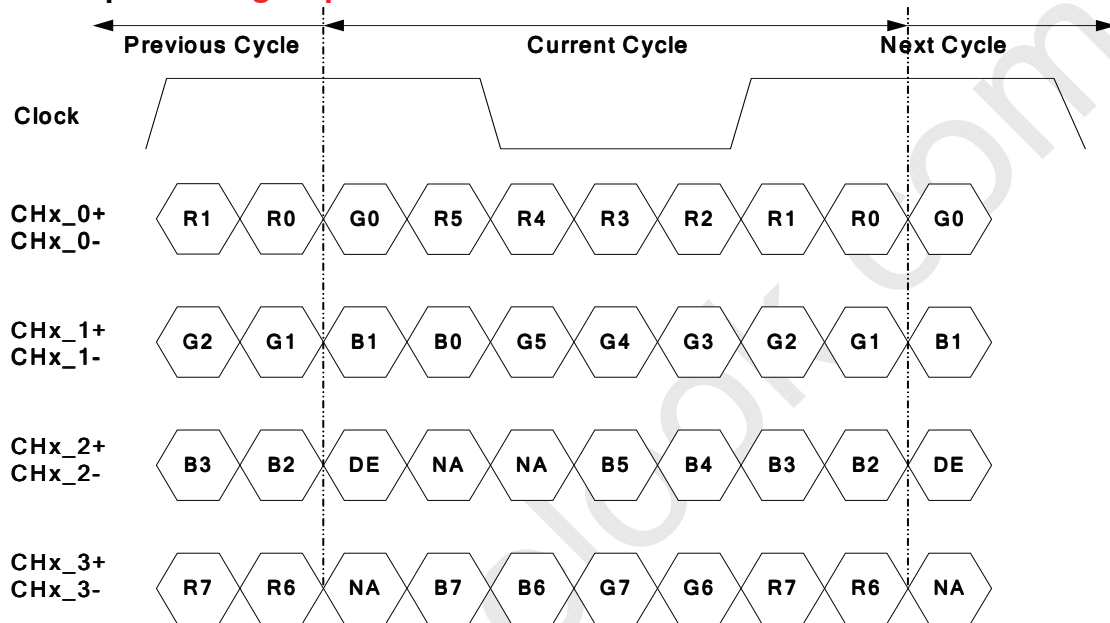 Previous Cycle Current Cycle Next Cycle
Clock
CHx_0+
CHx_0-
R1 R0 G0 R5 R4 R3 R2 R1 R0 G0
CHx_1+
CHx_1-
G2 G1 B1 B0 G5 G4 G3 G2 G1 B1
CHx_2+
CHx_2-
B3 B2 DE NA NA B5 B4 B3 B2 DE
CHx_3+
CHx_3-
R7 R6 NA B7 B6 G7 G6 R7 R6 NA